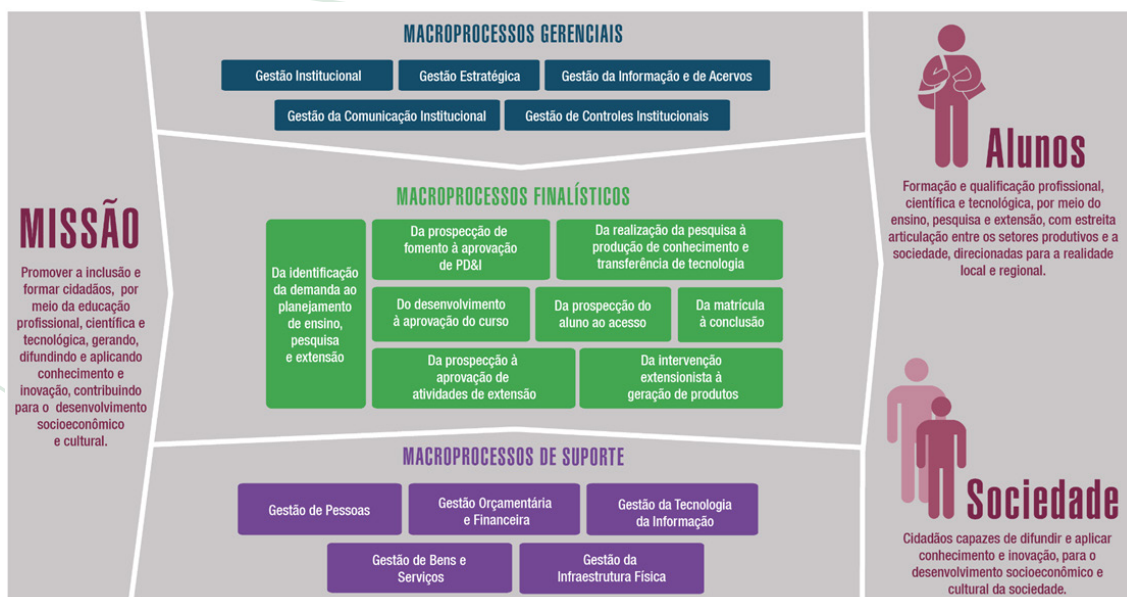 MISSÃO
Promover a inclusão e
formar cidadãos, por
meio da educação
profissional, científica e
tecnológica, gerando,
difundindo e aplicando
conhecimento e
inovação, contribuindo
para o desenvolvimento
socioeconômico
e cultural.
MACROPROCESSOS GERENCIAIS
Gestão Institucional
Gestão Estratégica
Gestão da Informação e de Acervos
Gestão da Comunicação Institucional
Gestão de Controles Institucionais
MACROPROCESSOS FINALÍSTICOS
Da identificação
da demanda ao
planejamento
de ensino,
pesquisa
e extensão
Da prospecção de
fomento à aprovação
de PD&I
Da realização da pesquisa à
produção de conhecimento e
transferência de tecnologia
Do desenvolvimento
à aprovação do curso
Da prospecção do
aluno ao acesso
Da matrícula
à conclusão
Da prospecção à
aprovação de
atividades de extensão
Da intervenção
extensionista à
geração de produtos
MACROPROCESSOS DE SUPORTE
Gestão de Pessoas
Gestão Orçamentária
e Financeira
Gestão da Tecnologia
da Informação
Gestão de Bens e
Serviços
Gestão da
Infraestrutura Física
Alunos
Formação e qualificação profissional,
científica e tecnológica, por meio do
ensino, pesquisa e extensão, com estreita
articulação entre os setores produtivos e a
sociedade, direcionadas para a realidade
local e regional.
Sociedade
Cidadãos capazes de difundir e aplicar
conhecimento e inovação, para o
desenvolvimento socioeconômico e
cultural da sociedade.